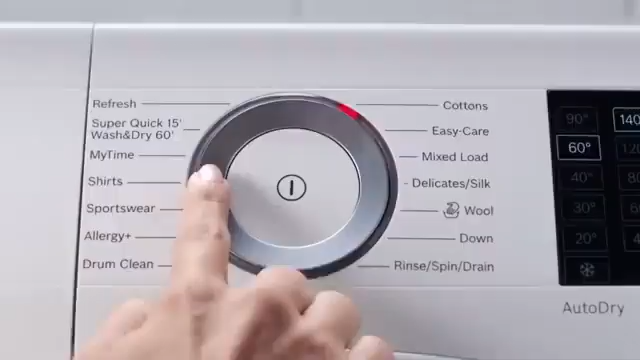 Refresh
Super Quick 15'
Wash&Dry 60'
MyTime
Shirts
Sportswear
Allergy+
Drum Clean
Cottons
Easy-Care
Mixed Load
Delicates/Silk
Wool
Down
Rinse/Spin/Drain
90°
60°
40°
30°
20°
140
120
AutoDry